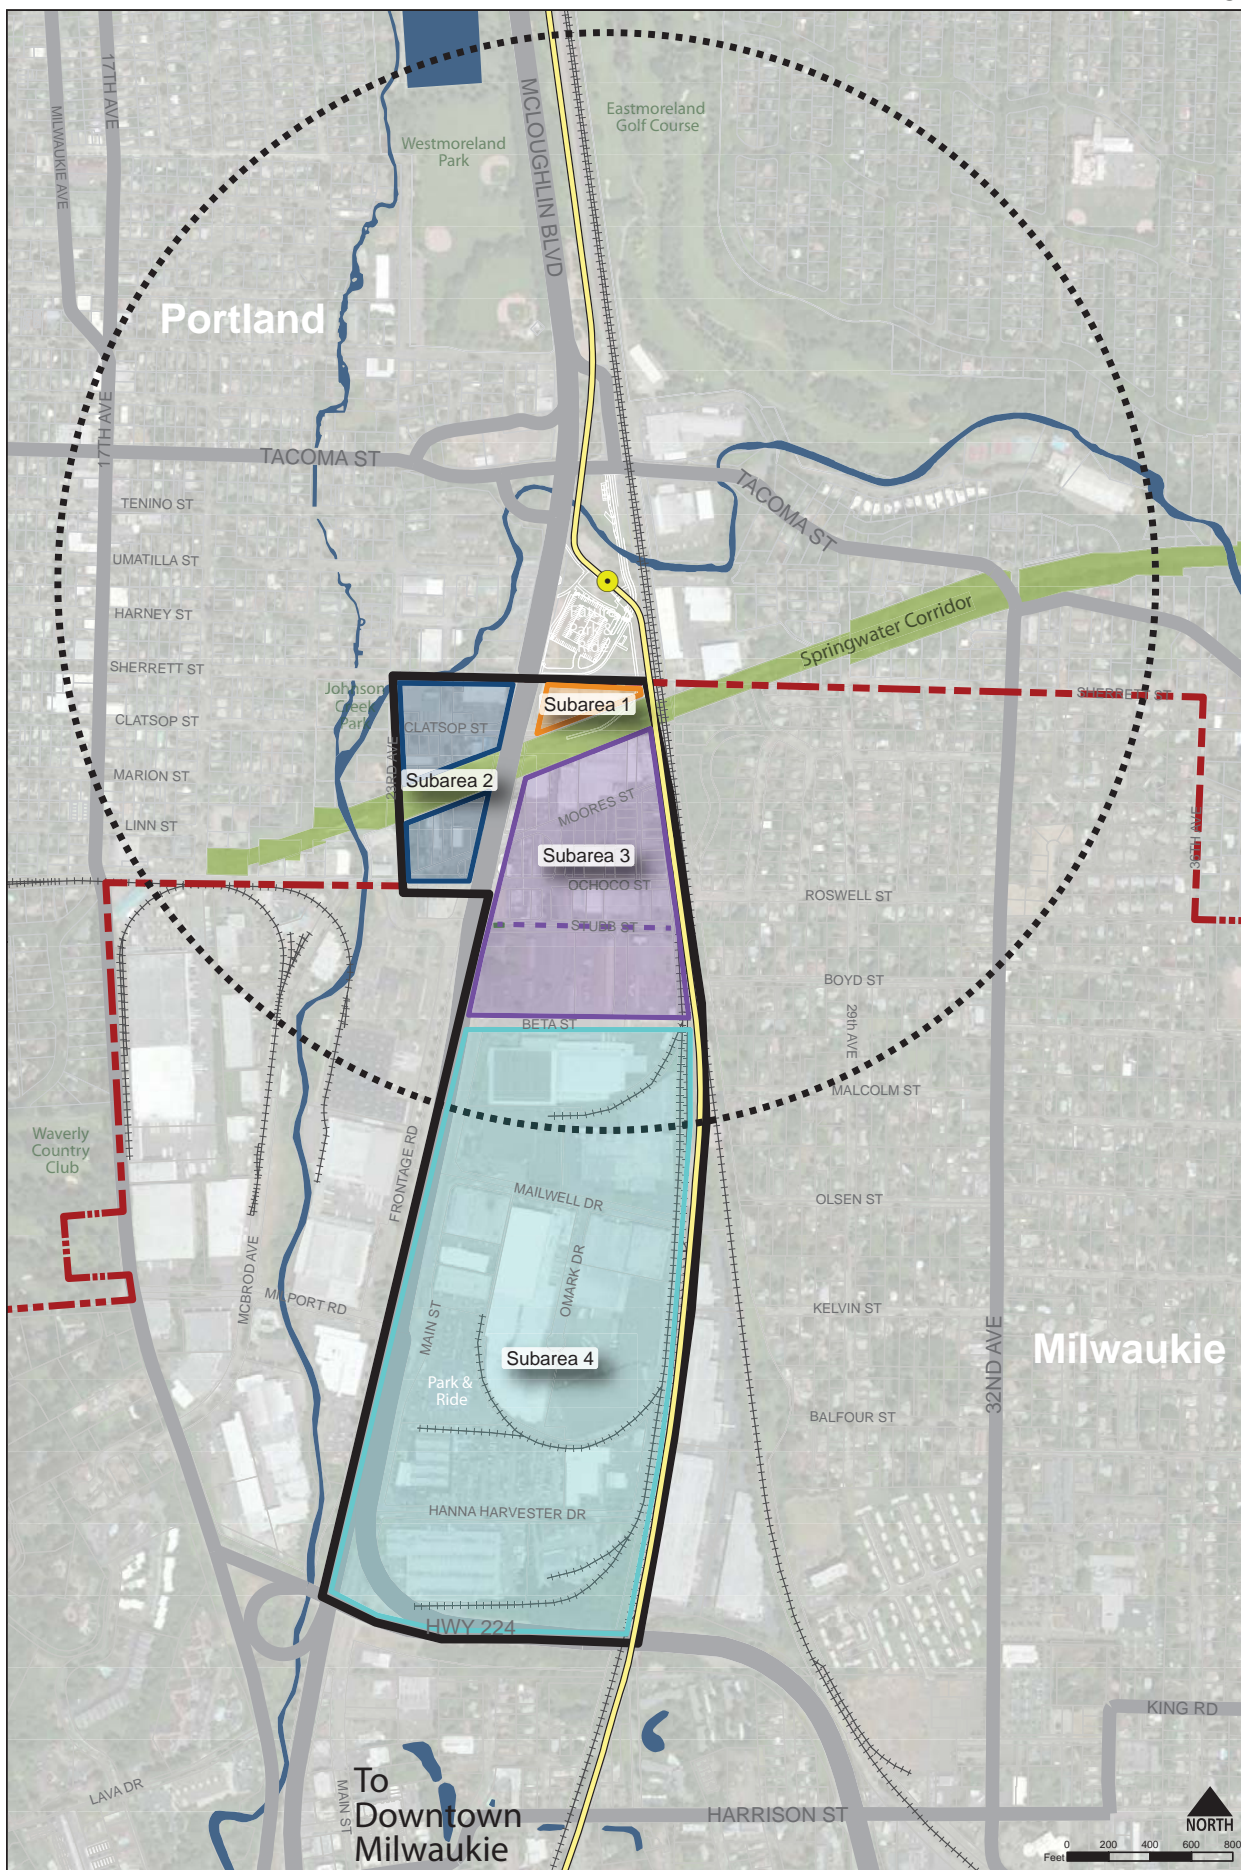 17TH AVE
MILWAUKIE AVE
MCLOUGHLIN BLVD
Eastmoreland
Golf Course
Westmoreland
Park
Portland
17TH AVE
TACOMA ST
TACOMA ST
TENINO ST
UMATILLA ST
HARNEY ST
SHERRETT ST
CLATSOP ST
MARION ST
LINN ST
Springwater Corridor
SHERRETT ST
Johnson
Creek
Park
CLATSOP ST
23RD AVE
Subarea 1
Subarea 2
MOORES ST
Subarea 3
OCHOCO ST
STUBB ST
ROSWELL ST
BOYD ST
29th AVE
BETA ST
MALCOLM ST
Waverly
Country
Club
FRONTAGE RD
MAILWELL DR
OLSEN ST
OMARK DR
MCBROD AVE
KELVIN ST
MAIN ST
Subarea 4
32ND AVE
Milwaukie
Park &
Ride
BALFOUR ST
HANNA HARVESTER DR
HWY 224
KING RD
LAVA DR
MAIN ST
To
Downtown
Milwaukie
HARRISON ST
NORTH
0 200 400 600 800
Feet